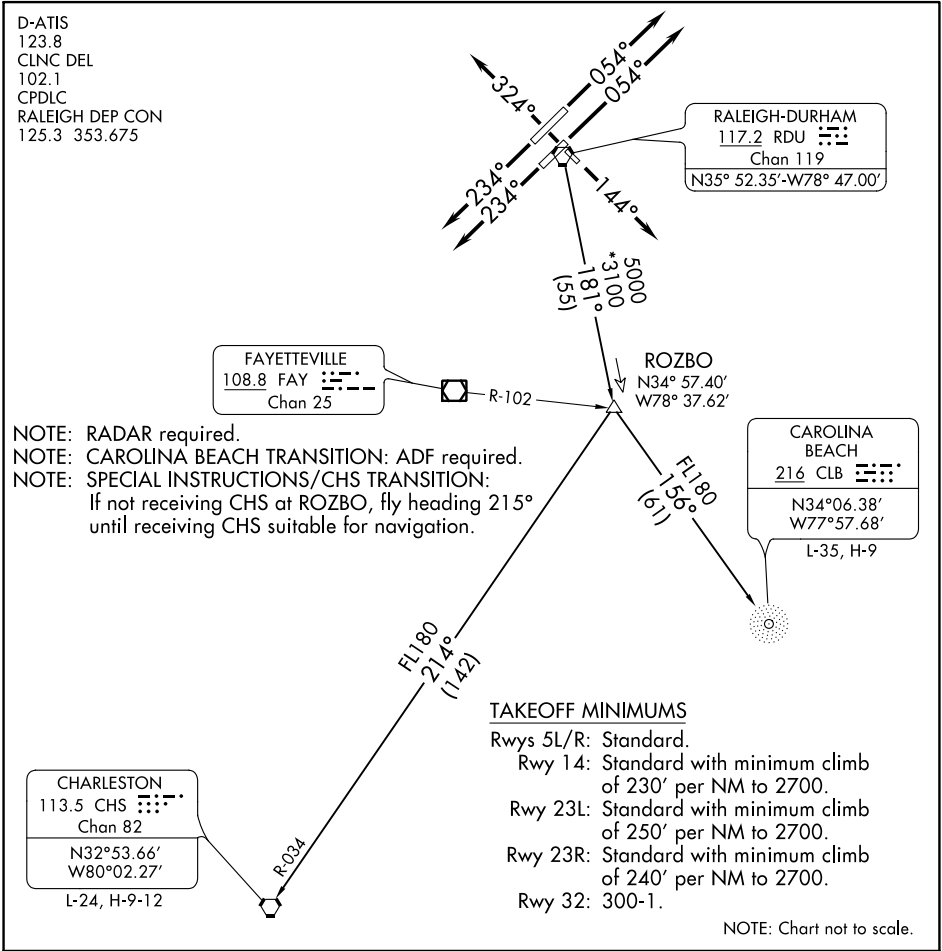 D-ATIS
123.8
CLNC DEL
102.1
CPDLC
RALEIGH DEP CON
125.3 353.675
324°
054°
054°
234°
234°
144°
RALEIGH-DURHAM
117.2 RDU
Chan 119
N35° 52.35'-W78° 47.00'
5000
*3100
181°
(55)
FAYETTEVILLE
108.8 FAY
Chan 25
R-102
ROZBO
N34° 57.40'
W78° 37.62'
NOTE: RADAR required.
NOTE: CAROLINA BEACH TRANSITION: ADF required.
NOTE: SPECIAL INSTRUCTIONS/CHS TRANSITION:
If not receiving CHS at ROZBO, fly heading 215°
until receiving CHS suitable for navigation.
CAROLINA
BEACH
216 CLB
N34°06.38'
W77°57.68'
L-35, H-9
FL180
156°
(61)
FL180
214°
(142)
TAKEOFF MINIMUMS
Rwys 5L/R: Standard.
Rwy 14: Standard with minimum climb
of 230' per NM to 2700.
Rwy 23L: Standard with minimum climb
of 250' per NM to 2700.
Rwy 23R: Standard with minimum climb
of 240' per NM to 2700.
Rwy 32: 300-1.
CHARLESTON
113.5 CHS
Chan 82
N32°53.66'
W80°02.27'
L-24, H-9-12
R-034
NOTE: Chart not to scale.